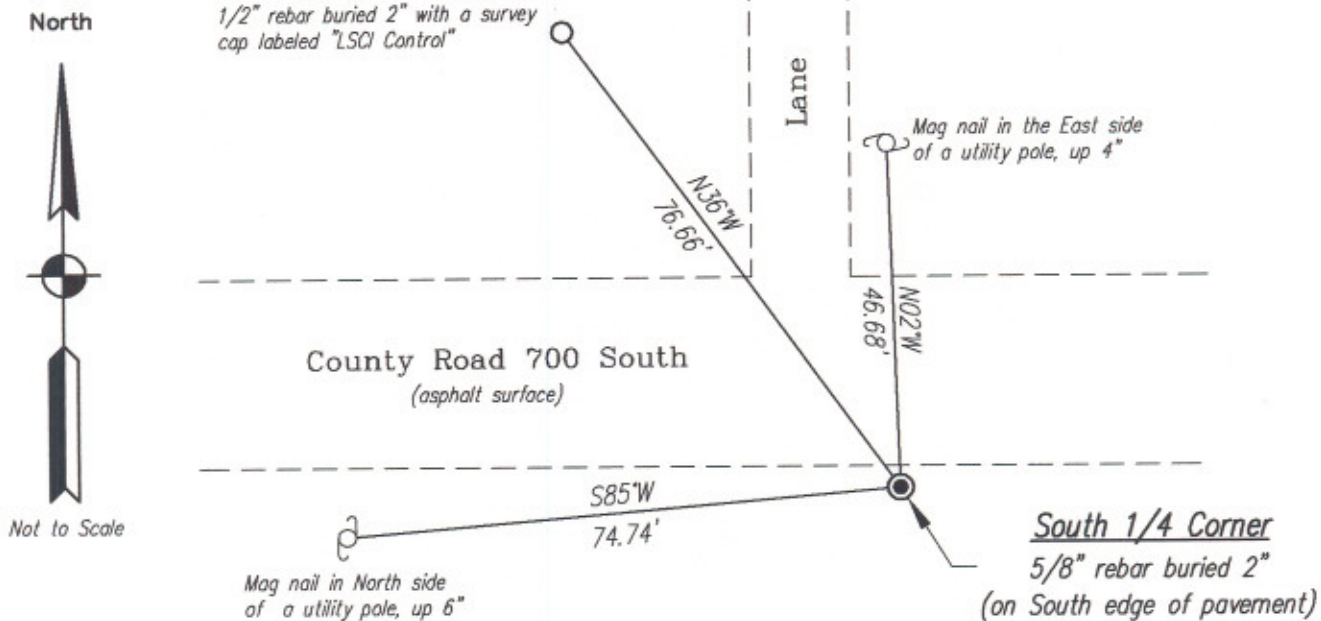 North
1/2" rebar buried 2" with a survey
cap labeled "LSCI Control"
Lane
Mag nail in the East side
of a utility pole, up 4"
N36°W
76.66'
N02°W
46.68'
County Road 700 South
(asphalt surface)
S85°W
74.74'
Not to Scale
Mag nail in North side
of a utility pole, up 6"
South 1/4 Corner
5/8" rebar buried 2"
(on South edge of pavement)